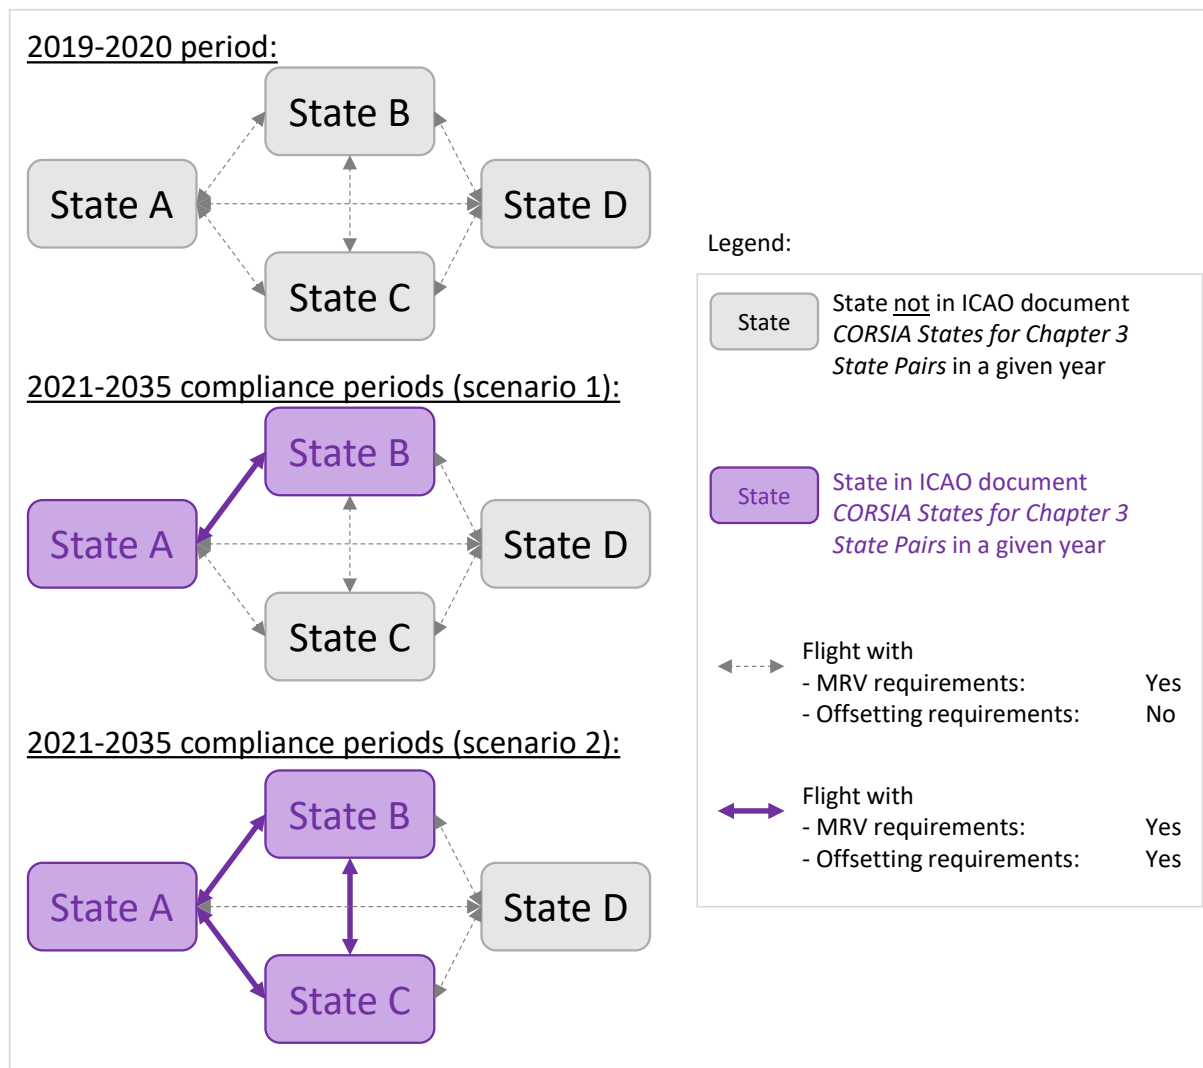 2019-2020 period:
State B
State A
State D
State C
2021-2035 compliance periods (scenario 1):
State B
State A
State D
State C
2021-2035 compliance periods (scenario 2):
State B
State A
State D
State C
Legend:
State
State not in ICAO document
CORSIA States for Chapter 3
State Pairs in a given year
State
State in ICAO document
CORSIA States for Chapter 3
State Pairs in a given year
Flight with
- MRV requirements: Yes
- Offsetting requirements: No
Flight with
- MRV requirements: Yes
- Offsetting requirements: Yes